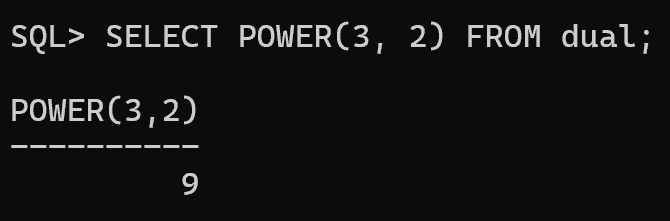 SQL> SELECT POWER(3, 2) FROM dual;
POWER(3,2)
----------
9